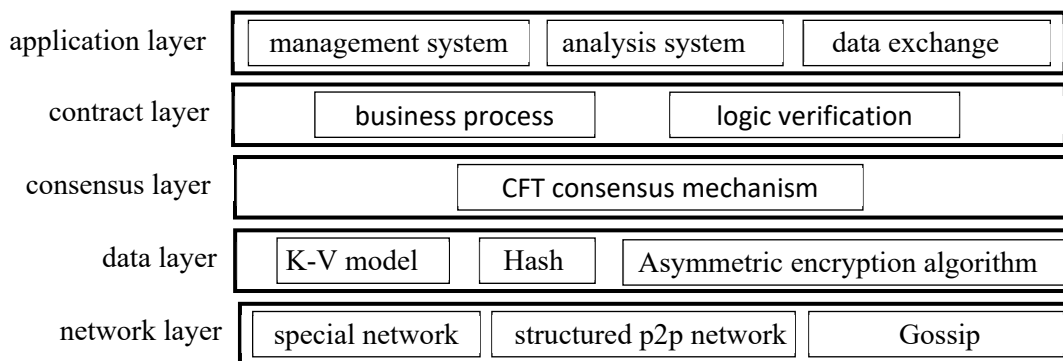 application layer management system analysis system data exchange
contract layer business process logic verification
consensus layer CFT consensus mechanism
data layer K-V model Hash Asymmetric encryption algorithm
network layer special network structured p2p network Gossip